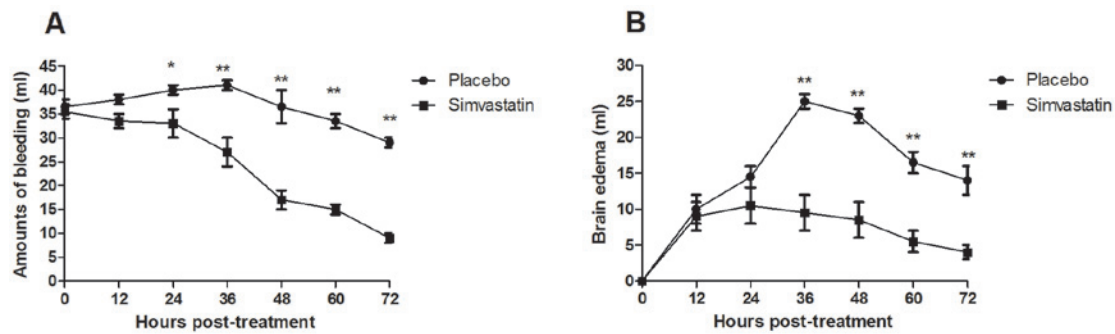 A
Amounts of bleeding (ml)
45
40
35
30
25
20
15
10
5
0
* ** ** ** **
0 12 24 36 48 60 72
Hours post-treatment
Placebo
Simvastatin
B
Brain edema (ml)
30
25
20
15
10
5
0
** ** ** **
0 12 24 36 48 60 72
Hours post-treatment
Placebo
Simvastatin